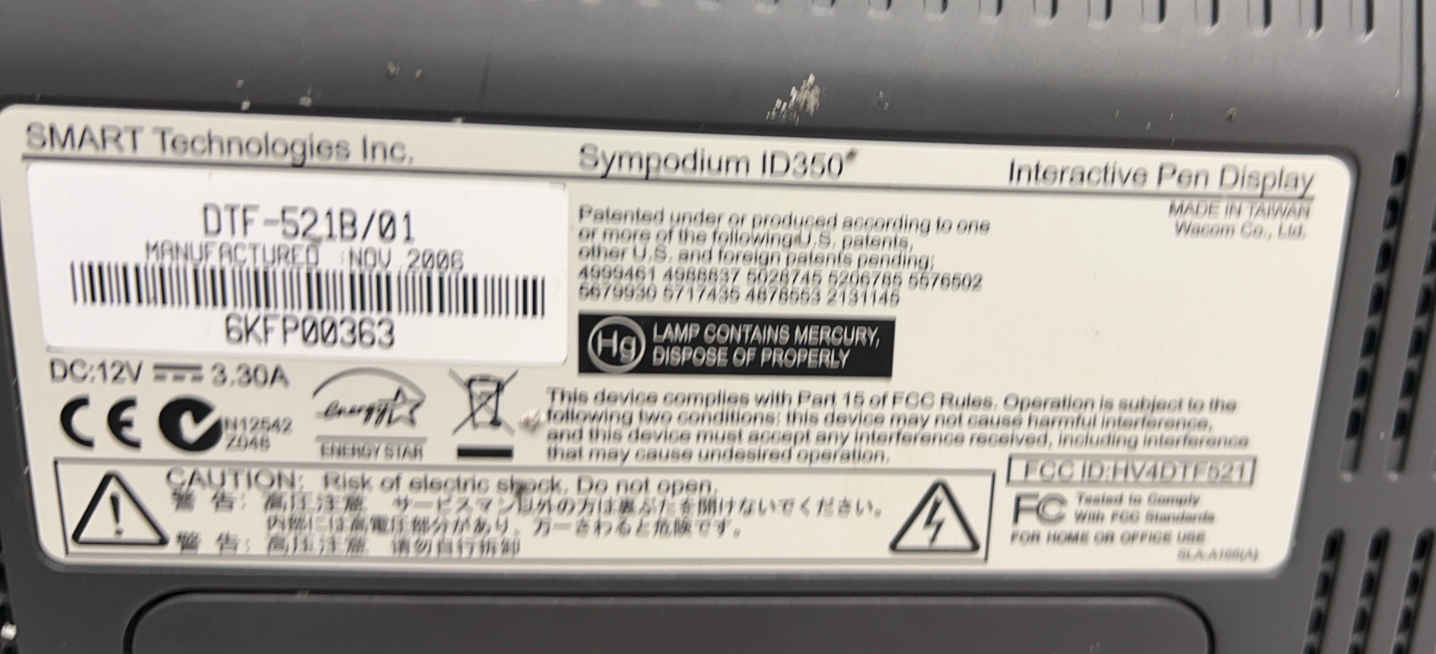 SMART Technologies Inc.
Sympodium ID350
Interactive Pen Display
MADE IN TAIWAN
Wacom Co., Ltd.
DTF-521B/01
MANUFACTURED :NOV.2006
6KFP00363
Patented under or produced according to one
or more of the following U.S. patents,
other U.S. and foreign patents pending;
4999461 4988837 5028745 5206785 5576502
5679930 5717435 4878553 2131145
Hg
LAMP CONTAINS MERCURY,
DISPOSE OF PROPERLY
DC:12V 3.30A
CE
N12542
Z048
energy
ENERGY STAR
This device complies with Part 15 of FCC Rules. Operation is subject to the
following two conditions: this device may not cause harmful interference,
and this device must accept any interference received, including interference
that may cause undesired operation.
FCC ID:HV4DTF521
FC
Tested to Comply
With FCC Standards
FOR HOME OR OFFICE USE
CAUTION: Risk of electric shock. Do not open.
警 告: 高圧注意 サービスマン以外の方は裏ぶたを開けないでください。
内部には高電圧部分があり、万一さわると危険です。
警 告: 高压注意 请勿自行拆卸